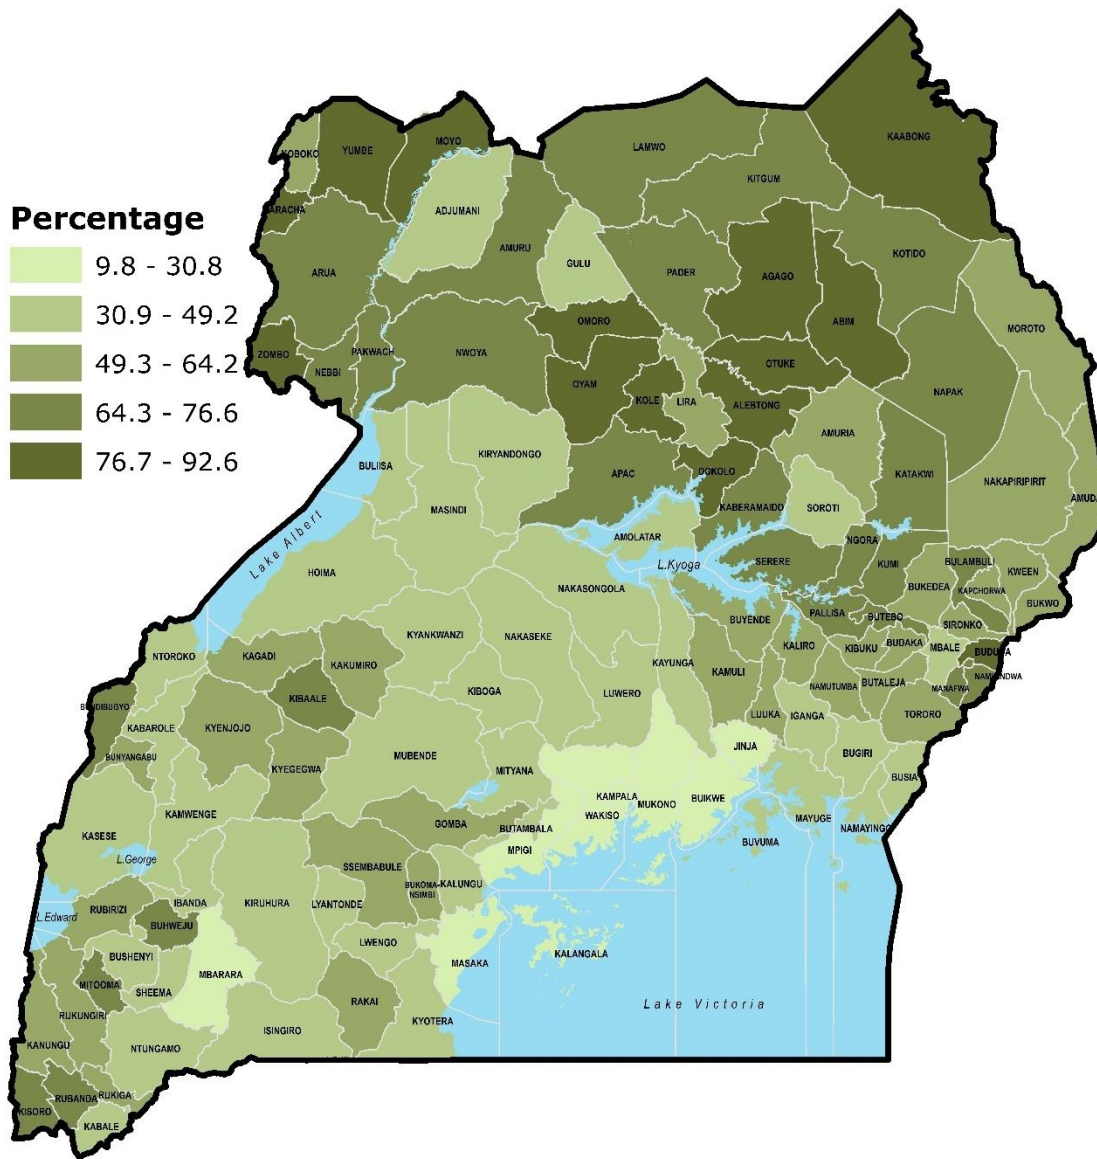 Percentage
9.8 - 30.8
30.9 - 49.2
49.3 - 64.2
64.3 - 76.6
76.7 - 92.6
KAABONG
MOYO
YUMBE
KOBOKO
LAMWO
KITGUM
ARACHA
ADJUMANI
AMURU
GULU
PADER
AGAGO
KOTIDO
ARUA
ABIM
MOROTO
OMORO
ZOMBO
NEBBI
PAKWACH
NWOYA
OTUKE
OYAM
KOLE
LIRA
ALEBTONG
NAPAK
AMURIA
KIRYANDONGO
BULIISA
APAC
DOKOLO
KATAKWI
NAKAPIRIPIRIT
AMUDA
KABERAMAIDO
SOROTI
MASINDI
AMOLATAR
NGORA
Lake Albert
HOIMA
L.Kyoga
SERERE
KUMI
BULAMBULI
KWEEN
NAKASONGOLA
BUKEDEA
KAPCHORWA
BUKWO
BUYENDE
PALLISA
BUTEBO
SIRONKO
KYANKWANZI
NAKASEKE
KALIRO
KIBUKU
BUDAKA
MBALE
BUDUDA
NTOROKO
KAGADI
KAKUMIRO
KAYUNGA
KAMULI
NAMUTUMBA
BUTALEJA
MANAFWA
KIBOGA
LUWERO
KIBAALE
KABAROLE
KYENJOJO
LUUKA
IGANGA
TORORO
BUNYANGABU
MUBENDE
MITYANA
JINJA
BUGIRI
BUSIA
KYEGEGWA
KAMPALA
MUKONO
BUIKWE
KASESE
KAMWENGE
GOMBA
BUTAMBALA
WAKISO
MAYUGE
NAMAYINGO
MPIGI
BUVUMA
L.George
SSEMBABULE
BUKOMA-
NSIMBI
KALUNGU
L.Edward
RUBIRIZI
IBANDA
KIRUHURA
LYANTONDE
BUHWEJU
LWENGO
BUSHENYI
MBARARA
MASAKA
KALANGALA
MITOOMA
SHEEMA
RAKAI
Lake Victoria
RUKUNGIRI
KYOTERA
ISINGIRO
KANUNGU
NTUNGAMO
RUBANDA
RUKIGA
KISORO
KABALE